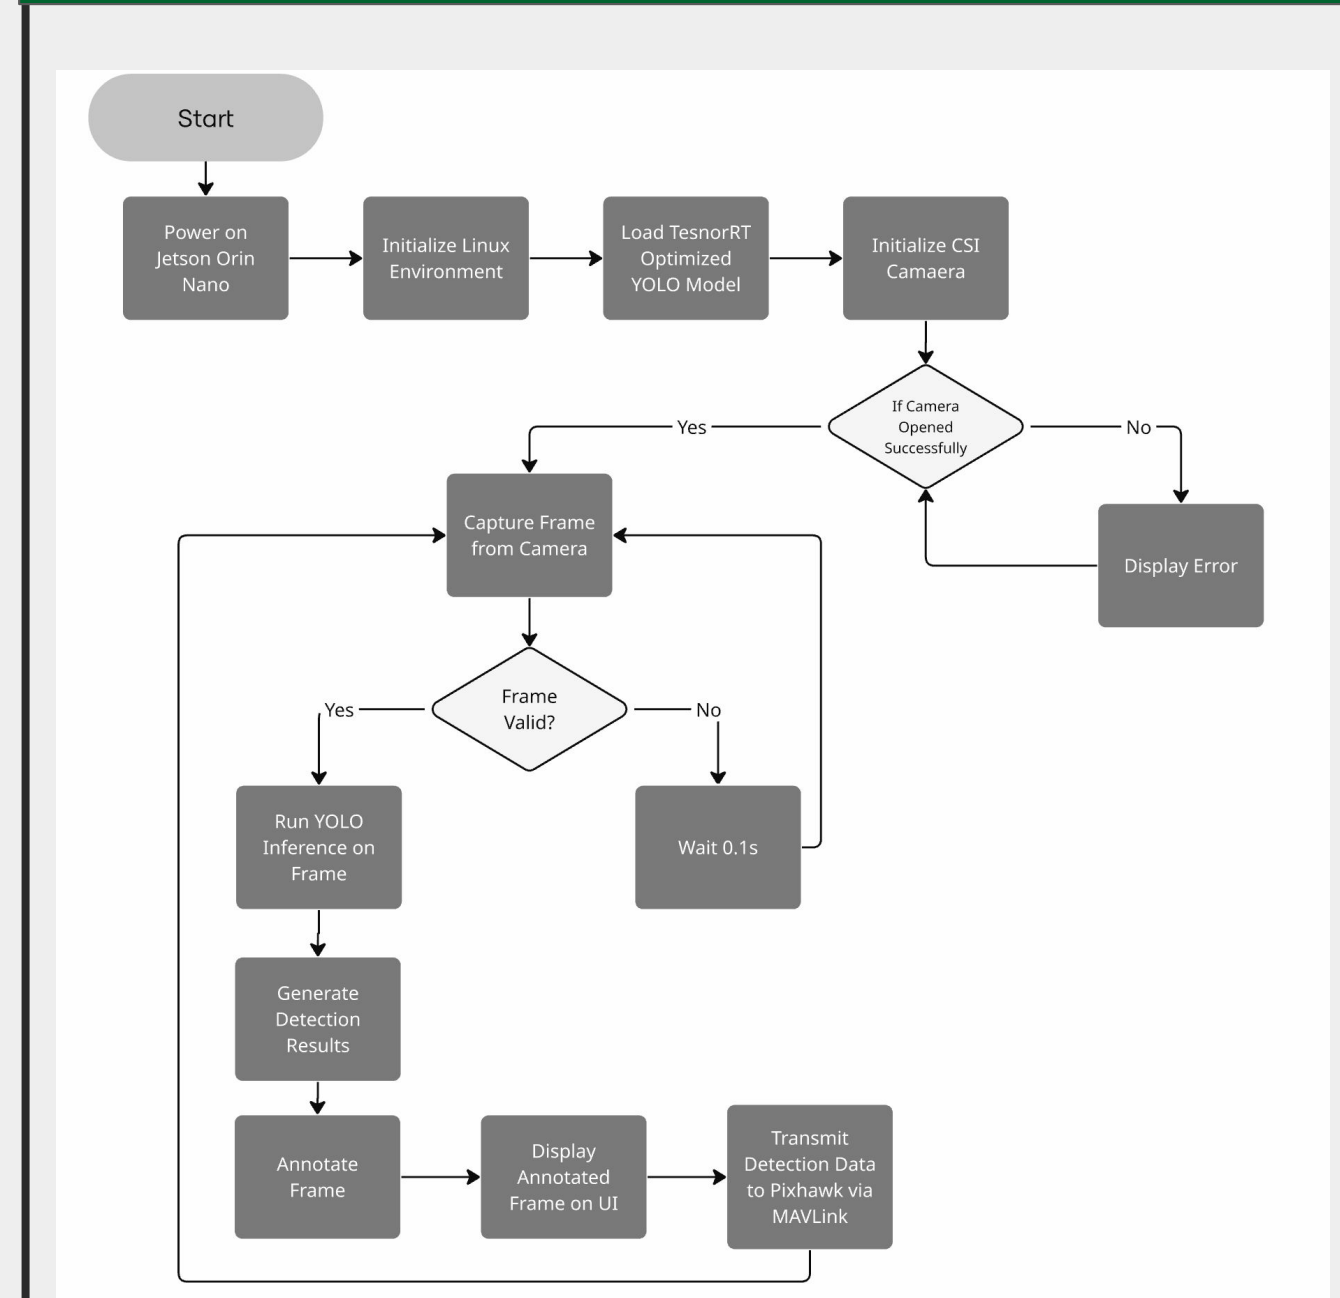 Start
Power on
Jetson Orin
Nano
Initialize Linux
Environment
Load TesnorRT
Optimized
YOLO Model
Initialize CSI
Camaera
If Camera
Opened
Successfully
Yes
No
Capture Frame
from Camera
Display Error
Frame
Valid?
Yes
No
Run YOLO
Inference on
Frame
Wait 0.1s
Generate
Detection
Results
Annotate
Frame
Display
Annotated
Frame on UI
Transmit
Detection Data
to Pixhawk via
MAVLink